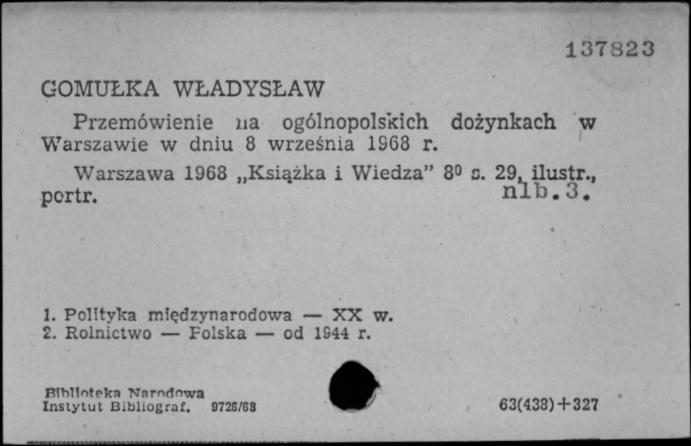 137823
GOMUŁKA WŁADYSŁAW
Przemówienie na ogólnopolskich dożynkach w
Warszawie w dniu 8 września 1968 r.
Warszawa 1968 „Książka i Wiedza” 8⁰ s. 29, ilustr.,
portr. nlb.3.
1. Polityka międzynarodowa — XX w.
2. Rolnictwo — Polska — od 1944 r.
Biblioteka Narodowa
Instytut Bibliograf. 9726/68
63(438)+327